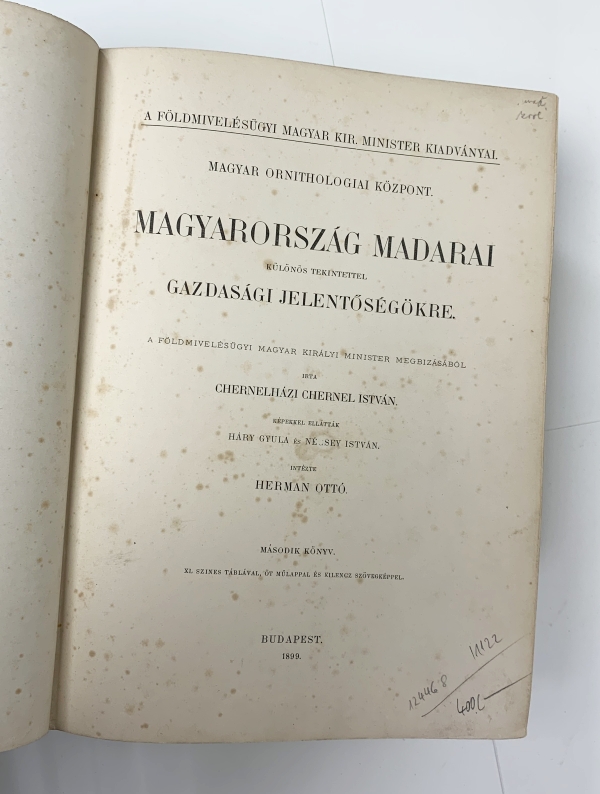 A FÖLDMIVELÉSÜGYI MAGYAR KIR. MINISTER KIADVÁNYAI.
MAGYAR ORNITHOLOGIAI KÖZPONT.
MAGYARORSZÁG MADARAI
KÜLÖNÖS TEKINTETTEL
GAZDASÁGI JELENTŐSÉGÖKRE.
A FÖLDMIVELÉSÜGYI MAGYAR KIRÁLYI MINISTER MEGBIZÁSÁBÓL
IRTA
CHERNELHÁZI CHERNEL ISTVÁN.
KÉPEKKEL ELLÁTTÁK
HÁRY GYULA ÉS ISTVÁN.
INTÉZTE
HERMAN OTTÓ.
MÁSODIK KÖNYV.
XL SZINES TÁBLÁVAL, ÖT MŰLAPPAL ÉS KILENCZ SZÖVEGKÉPPEL.
BUDAPEST,
1899.
11122
124468
400,-